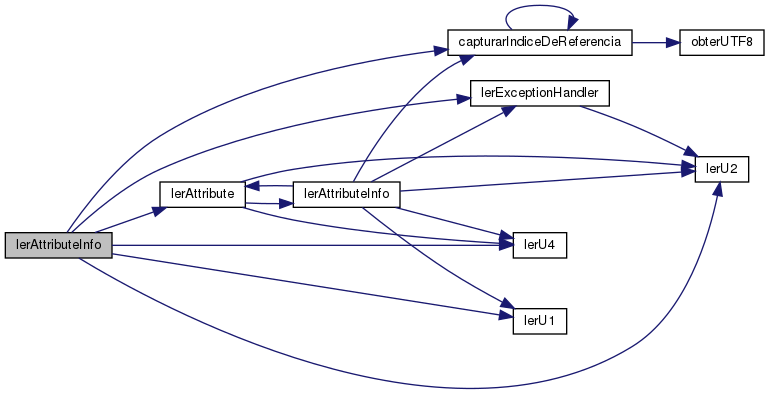 capturarIndiceDeReferencia
obterUTF8
lerExceptionHandler
lerU2
lerAttribute
lerAttributeInfo
lerAttributeInfo
lerU4
lerU1